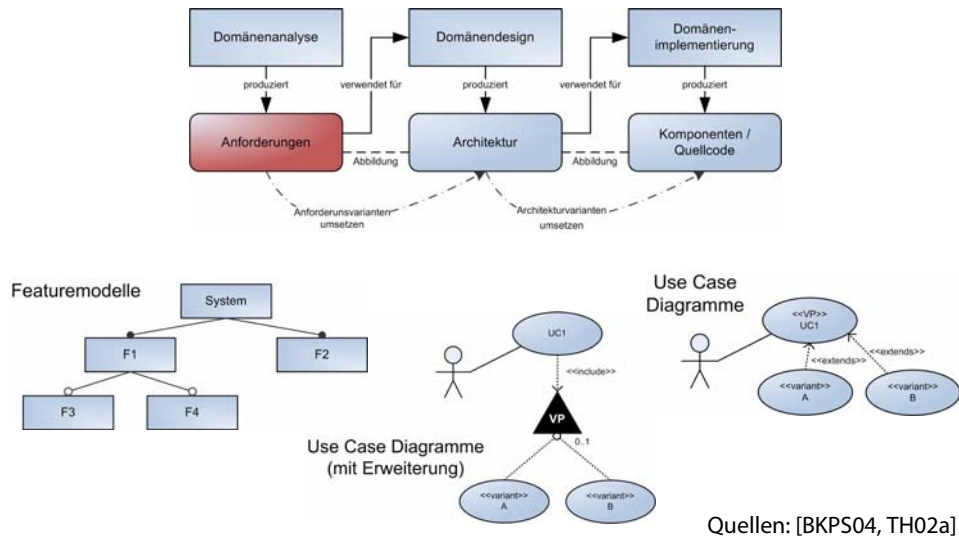 Domänenanalyse
Domänendesign
Domänen-
implementierung
produziert
verwendet für
produziert
verwendet für
produziert
Anforderungen
Abbildung
Architektur
Abbildung
Komponenten /
Quellcode
Anforderunsvarianten
umsetzen
Architekturvarianten
umsetzen
Featuremodelle
System
F1
F2
F3
F4
UC1
<<include>>
VP
0..1
<<variant>>
A
<<variant>>
B
Use Case Diagramme
(mit Erweiterung)
Use Case
Diagramme
<<VP>>
UC1
<<extends>>
<<extends>>
<<variant>>
A
<<variant>>
B
Quellen: [BKPS04, TH02a]